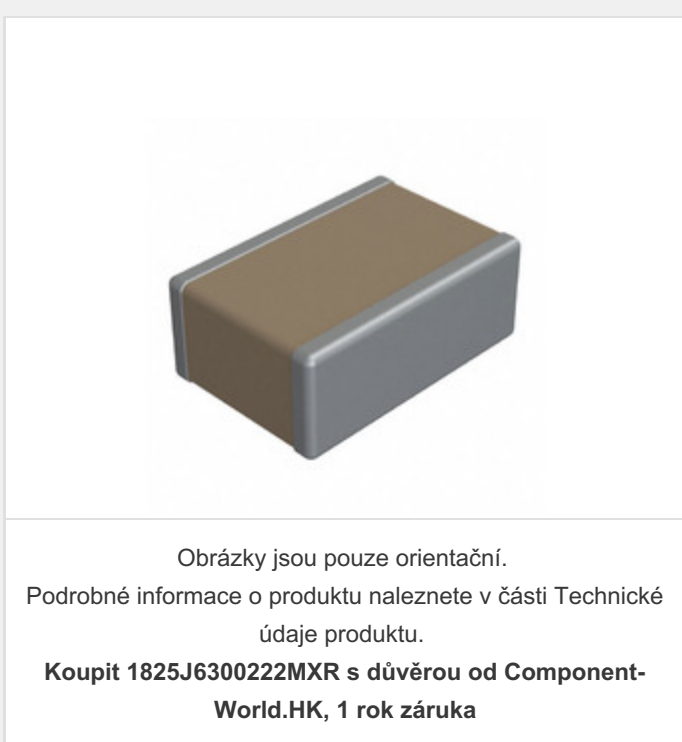 Obrázky jsou pouze orientační.
Podrobné informace o produktu naleznete v části Technické
údaje produktu.
Koupit 1825J6300222MXR s důvěrou od Component-
World.HK, 1 rok záruka